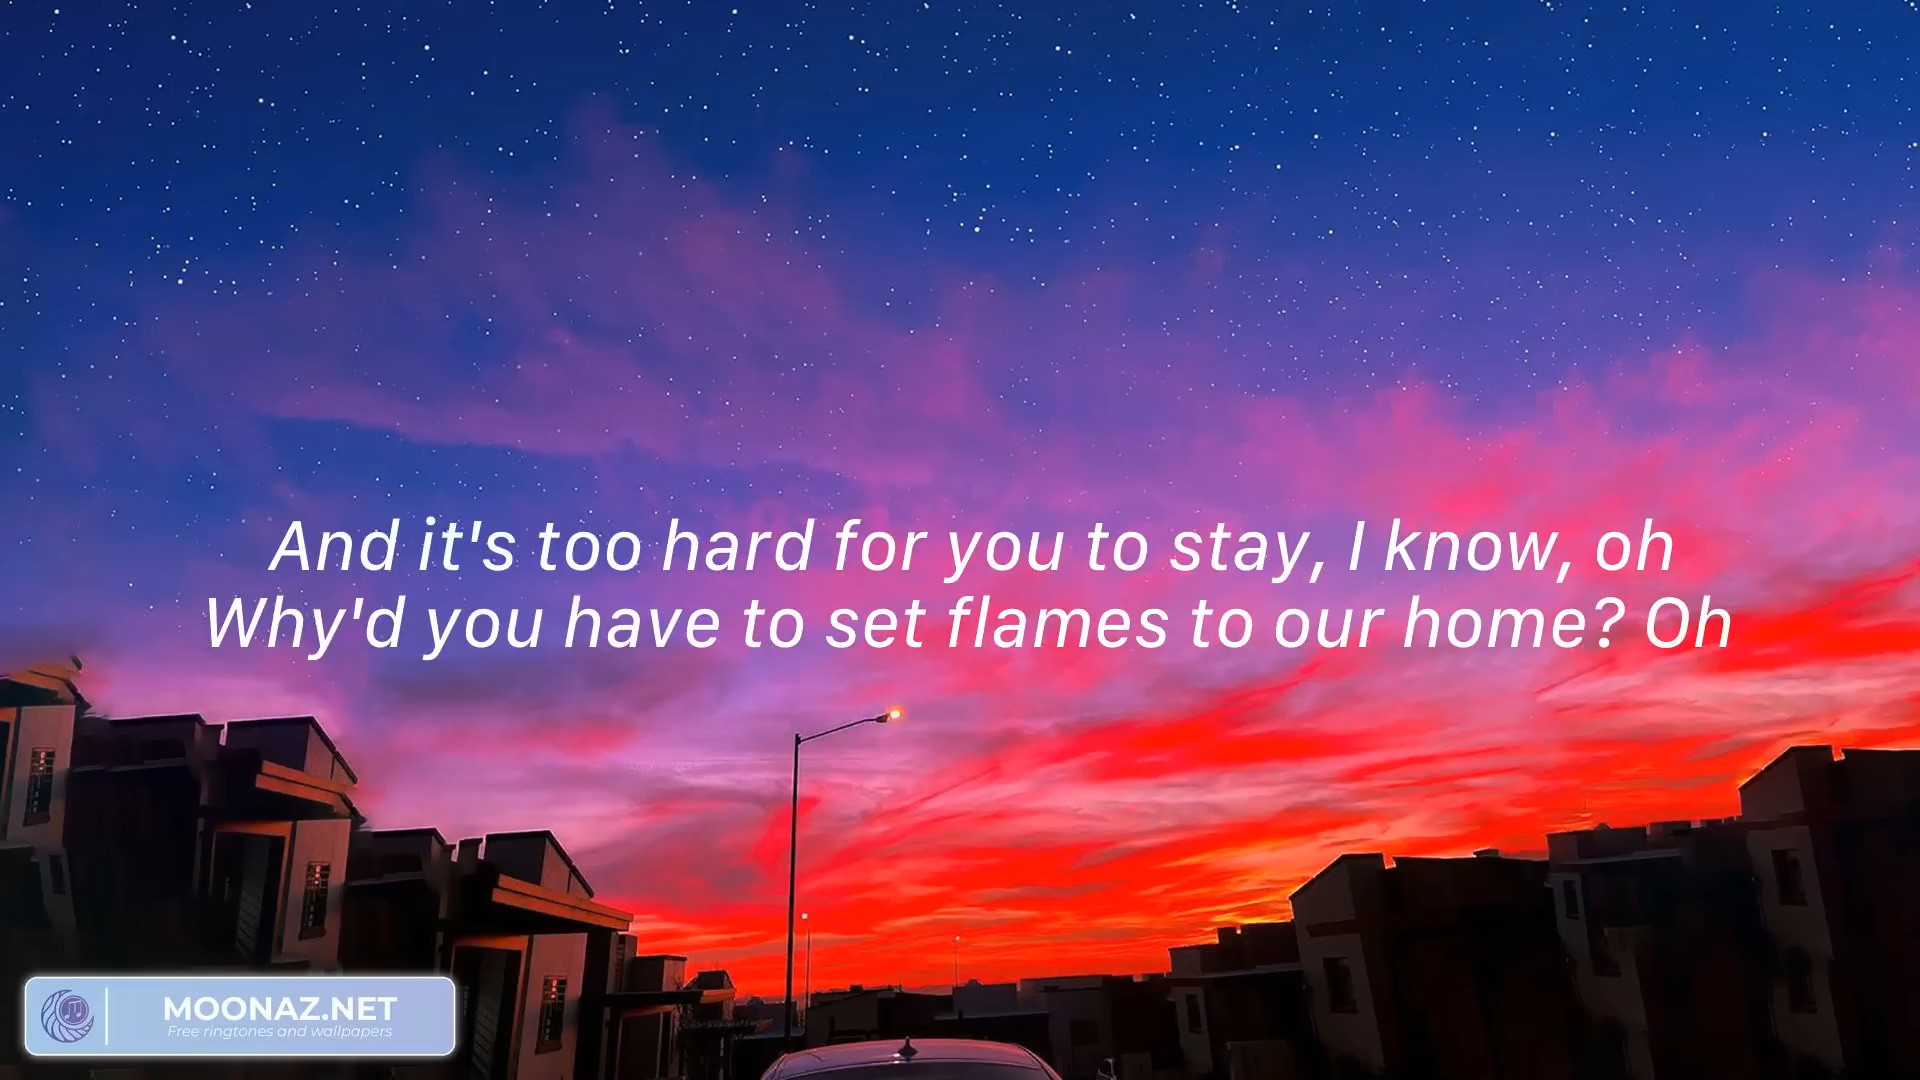 And it's too hard for you to stay, I know, oh
Why'd you have to set flames to our home? Oh
MOONAZ.NET
Free ringtones and wallpapers